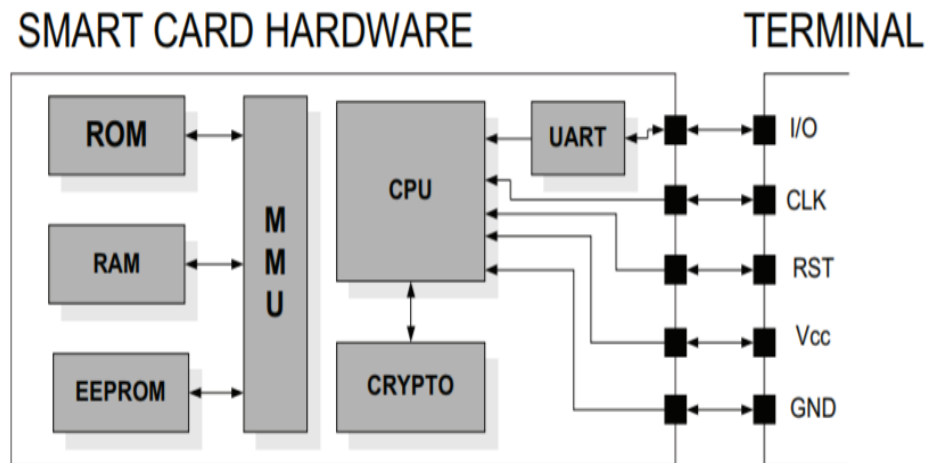 SMART CARD HARDWARE
TERMINAL
ROM
RAM
EEPROM
M
M
U
CPU
CRYPTO
UART
I/O
CLK
RST
Vcc
GND